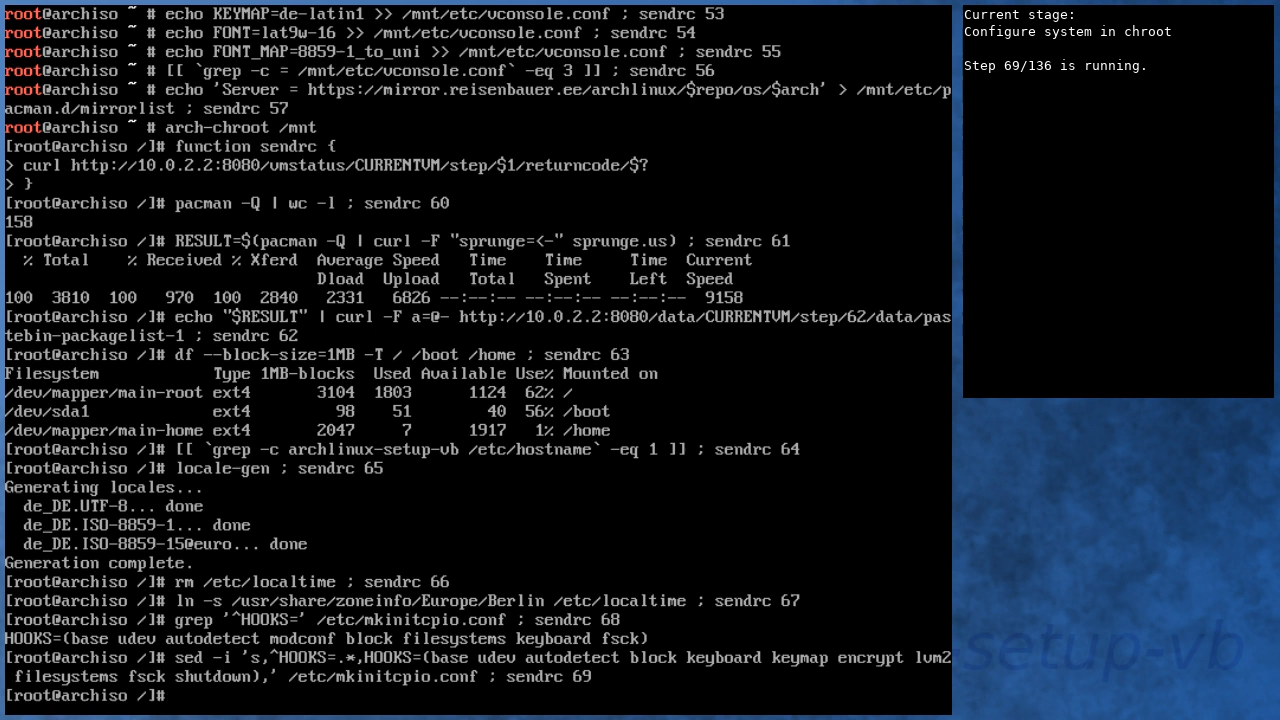 root@archiso ~ # echo KEYMAP=de-latin1 >> /mnt/etc/vconsole.conf ; sendrc 53
root@archiso ~ # echo FONT=lat9w-16 >> /mnt/etc/vconsole.conf ; sendrc 54
root@archiso ~ # echo FONT_MAP=8859-1_to_uni >> /mnt/etc/vconsole.conf ; sendrc 55
root@archiso ~ # [[ `grep -c = /mnt/etc/vconsole.conf` -eq 3 ]] ; sendrc 56
root@archiso ~ # echo 'Server = https://mirror.reisenbauer.ee/archlinux/$repo/os/$arch' > /mnt/etc/p
acman.d/mirrorlist ; sendrc 57
root@archiso ~ # arch-chroot /mnt
[root@archiso /]# function sendrc {
> curl http://10.0.2.2:8080/vmstatus/CURRENTVM/step/$1/returncode/$?
> }
[root@archiso /]# pacman -Q | wc -l ; sendrc 60
158
[root@archiso /]# RESULT=$(pacman -Q | curl -F "sprunge=<-" sprunge.us) ; sendrc 61
  % Total    % Received % Xferd  Average Speed   Time    Time     Time  Current
                                 Dload  Upload   Total   Spent    Left  Speed
100  3810  100   970  100  2840   2331   6826 --:--:-- --:--:-- --:--:--  9158
[root@archiso /]# echo "$RESULT" | curl -F a=@- http://10.0.2.2:8080/data/CURRENTVM/step/62/data/pas
tebin-packagelist-1 ; sendrc 62
[root@archiso /]# df --block-size=1MB -T / /boot /home ; sendrc 63
Filesystem            Type 1MB-blocks  Used Available Use% Mounted on
/dev/mapper/main-root ext4       3104  1803      1124  62% /
/dev/sda1             ext4         98    51        40  56% /boot
/dev/mapper/main-home ext4       2047     7      1917   1% /home
[root@archiso /]# [[ `grep -c archlinux-setup-vb /etc/hostname` -eq 1 ]] ; sendrc 64
[root@archiso /]# locale-gen ; sendrc 65
Generating locales...
  de_DE.UTF-8... done
  de_DE.ISO-8859-1... done
  de_DE.ISO-8859-15@euro... done
Generation complete.
[root@archiso /]# rm /etc/localtime ; sendrc 66
[root@archiso /]# ln -s /usr/share/zoneinfo/Europe/Berlin /etc/localtime ; sendrc 67
[root@archiso /]# grep '^HOOKS=' /etc/mkinitcpio.conf ; sendrc 68
HOOKS=(base udev autodetect modconf block filesystems keyboard fsck)
[root@archiso /]# sed -i 's,^HOOKS=.*,HOOKS=(base udev autodetect block keyboard keymap encrypt lvm2
 filesystems fsck shutdown),' /etc/mkinitcpio.conf ; sendrc 69
[root@archiso /]#
Current stage:
Configure system in chroot
Step 69/136 is running.
setup-vb